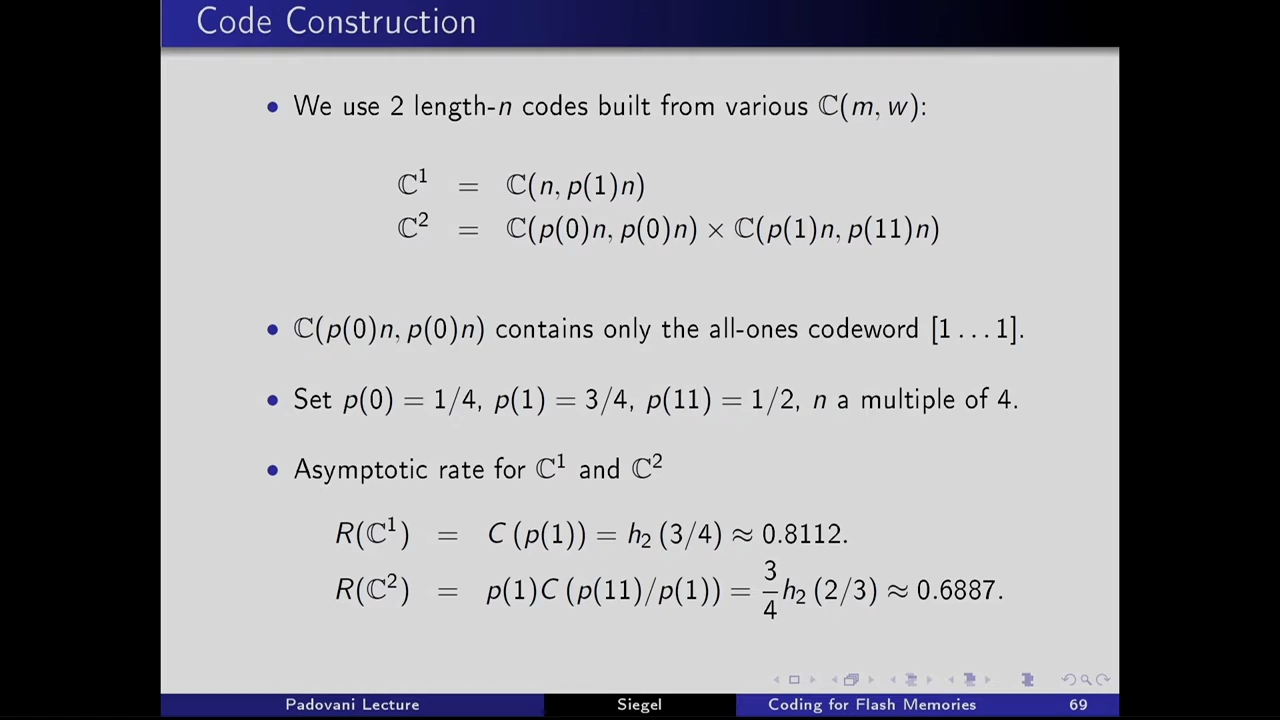 Code Construction
• We use 2 length-n codes built from various ℂ(m, w):
ℂ¹ = ℂ(n, p(1)n)
ℂ² = ℂ(p(0)n, p(0)n) × ℂ(p(1)n, p(11)n)
• ℂ(p(0)n, p(0)n) contains only the all-ones codeword [1 . . . 1].
• Set p(0) = 1/4, p(1) = 3/4, p(11) = 1/2, n a multiple of 4.
• Asymptotic rate for ℂ¹ and ℂ²
R(ℂ¹) = C (p(1)) = h₂ (3/4) ≈ 0.8112.
R(ℂ²) = p(1)C (p(11)/p(1)) = 3/4 h₂ (2/3) ≈ 0.6887.
Padovani Lecture Siegel Coding for Flash Memories 69